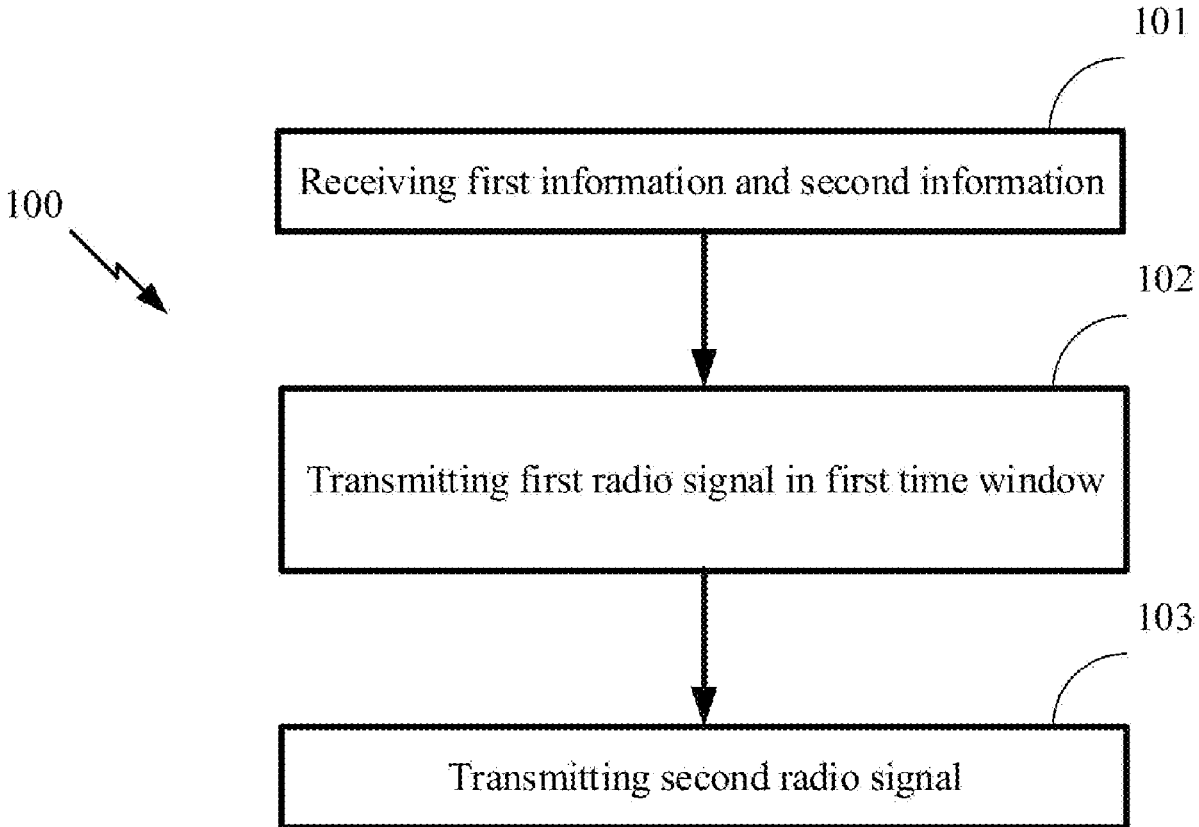 101
Receiving first information and second information
100
102
Transmitting first radio signal in first time window
103
Transmitting second radio signal